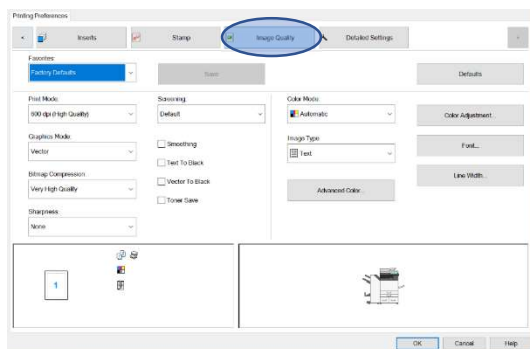 Printing Preferences
Inserts
Stamp
Image Quality
Detailed Settings
Favorites:
Factory Defaults
Save
Defaults
Print Mode:
600 dpi (High Quality)
Screening:
Default
Color Mode:
Automatic
Color Adjustment...
Graphics Mode:
Vector
Smoothing
Text To Black
Image Type:
Text
Font...
Bitmap Compression:
Very High Quality
Vector To Black
Toner Save
Advanced Color...
Line Width...
Sharpness:
None
1
OK
Cancel
Help